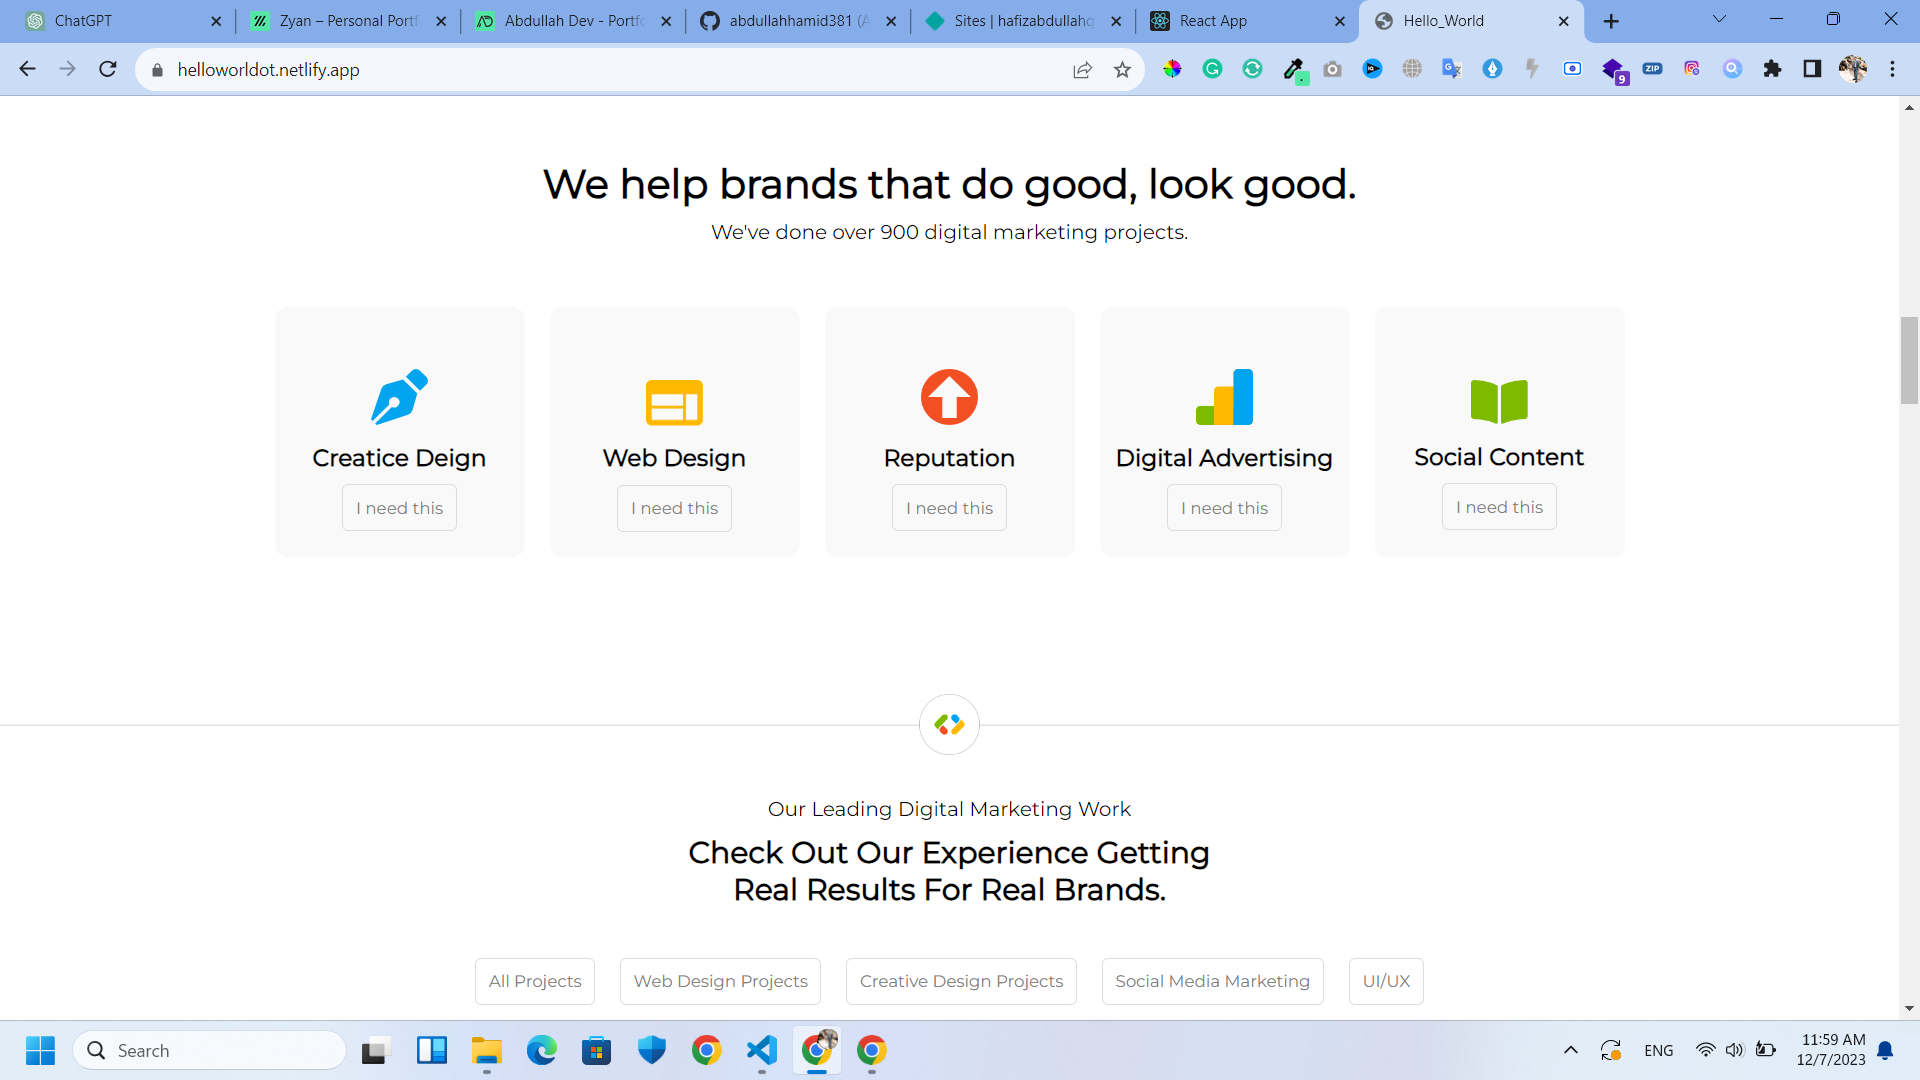 ChatGPT
Zyan – Personal Portf
Abdullah Dev - Portfo
abdullahhamid381 (A
Sites | hafizabdullahq
React App
Hello_World
helloworldot.netlify.app
9
ZIP
We help brands that do good, look good.
We've done over 900 digital marketing projects.
Creatice Deign
I need this
Web Design
I need this
Reputation
I need this
Digital Advertising
I need this
Social Content
I need this
Our Leading Digital Marketing Work
Check Out Our Experience Getting
Real Results For Real Brands.
All Projects
Web Design Projects
Creative Design Projects
Social Media Marketing
UI/UX
Search
ENG
11:59 AM
12/7/2023